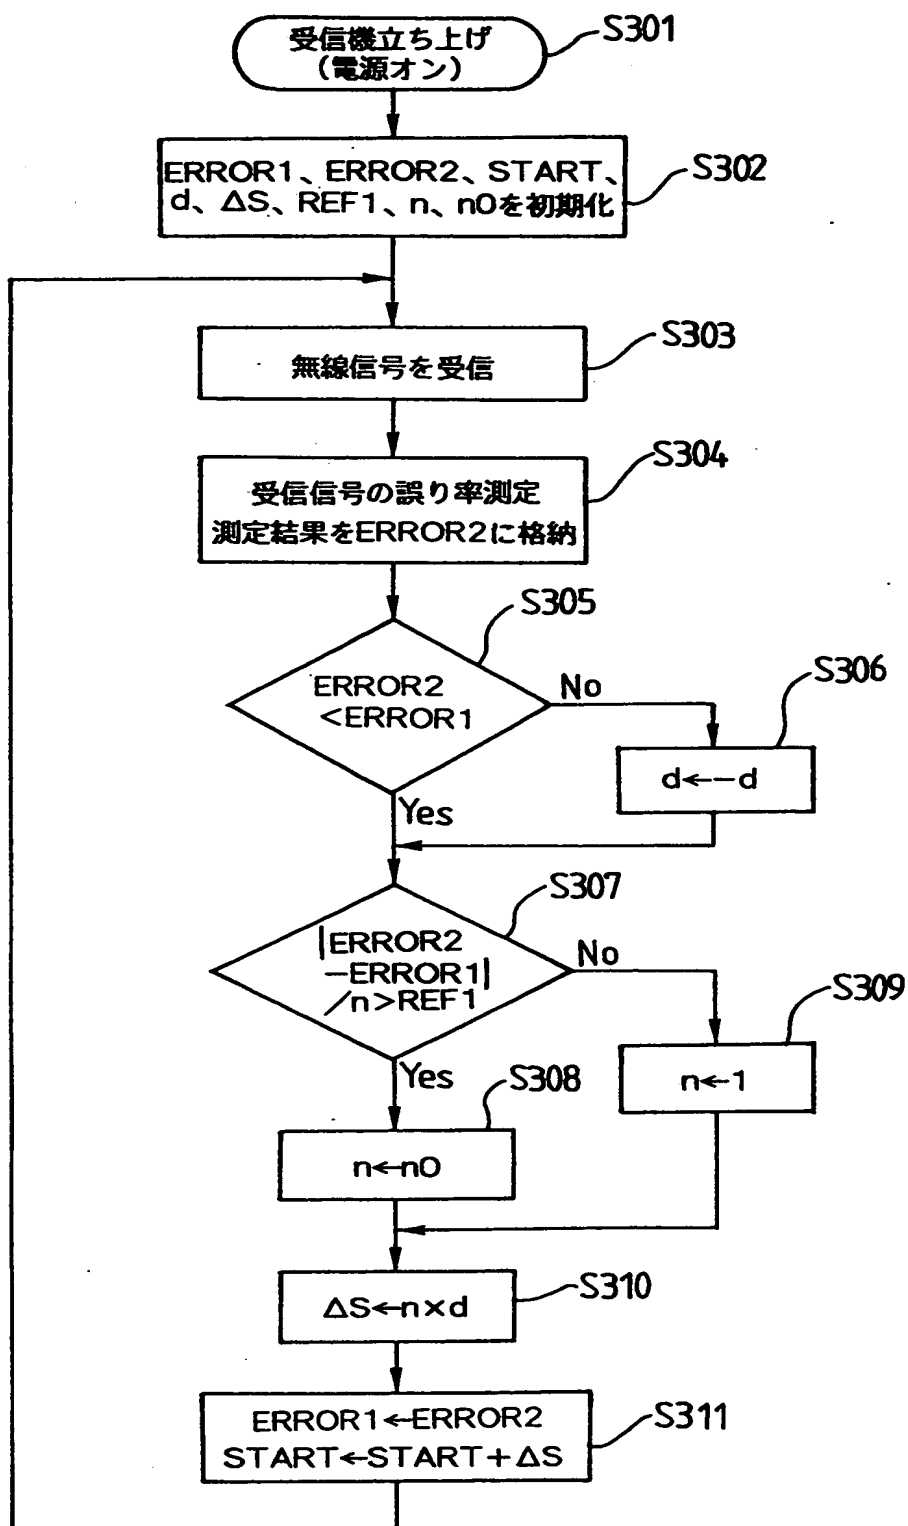 受信機立ち上げ
(電源オン)
S301
ERROR1、ERROR2、START、
d、ΔS、REF1、n、n0を初期化
S302
無線信号を受信
S303
受信信号の誤り率測定
測定結果をERROR2に格納
S304
ERROR2
<ERROR1
S305
No
d←-d
S306
Yes
|ERROR2
-ERROR1|
/n>REF1
S307
No
n←1
S309
Yes
n←n0
S308
ΔS←n×d
S310
ERROR1←ERROR2
START←START+ΔS
S311